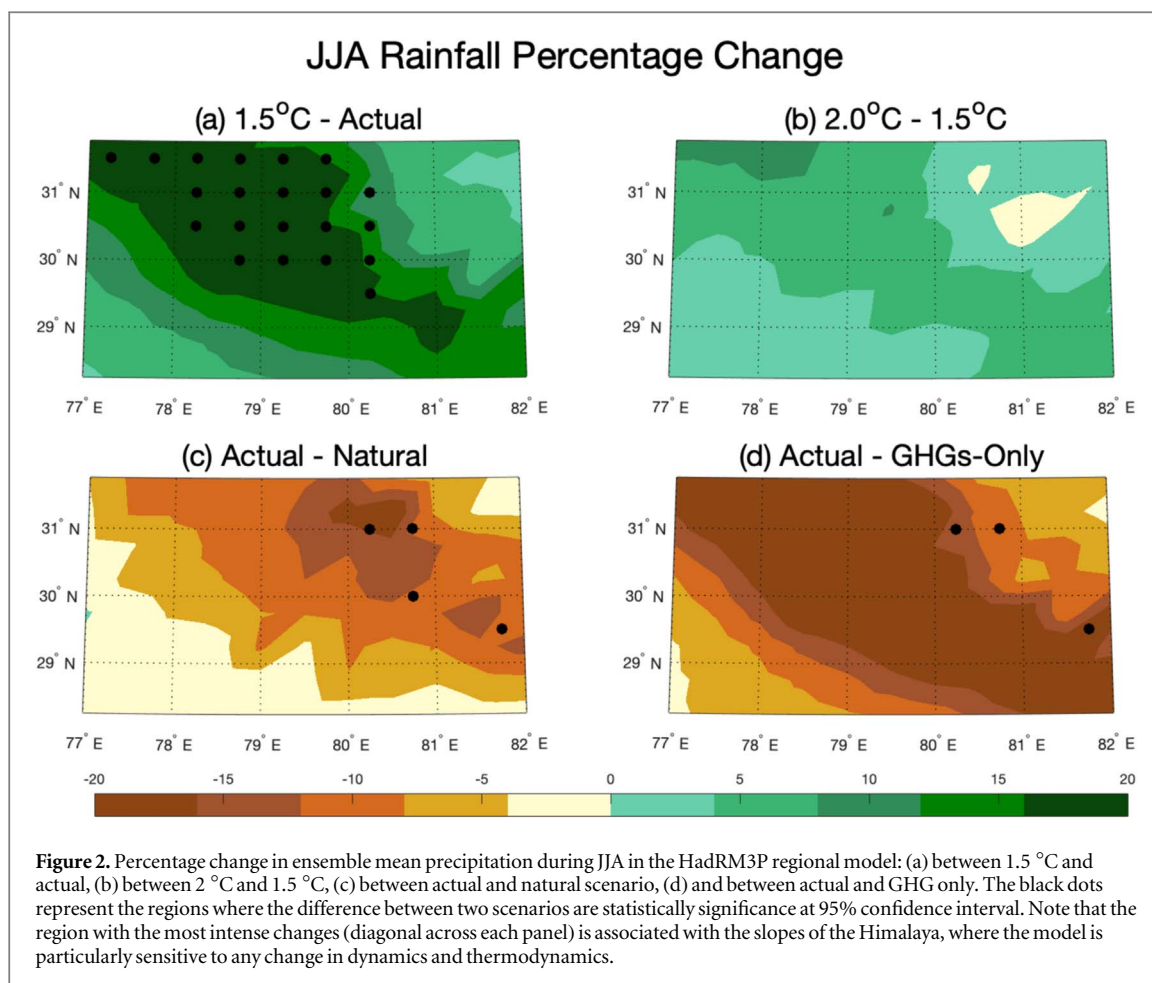 JJA Rainfall Percentage Change
(a) 1.5°C - Actual
(b) 2.0°C - 1.5°C
31° N
30° N
29° N
77° E 78° E 79° E 80° E 81° E 82° E
31° N
30° N
29° N
77° E 78° E 79° E 80° E 81° E 82° E
(c) Actual - Natural
(d) Actual - GHGs-Only
31° N
30° N
29° N
77° E 78° E 79° E 80° E 81° E 82° E
31° N
30° N
29° N
77° E 78° E 79° E 80° E 81° E 82° E
-20 -15 -10 -5 0 5 10 15 20
Figure 2. Percentage change in ensemble mean precipitation during JJA in the HadRM3P regional model: (a) between 1.5 °C and
actual, (b) between 2 °C and 1.5 °C, (c) between actual and natural scenario, (d) and between actual and GHG only. The black dots
represent the regions where the difference between two scenarios are statistically significance at 95% confidence interval. Note that the
region with the most intense changes (diagonal across each panel) is associated with the slopes of the Himalaya, where the model is
particularly sensitive to any change in dynamics and thermodynamics.